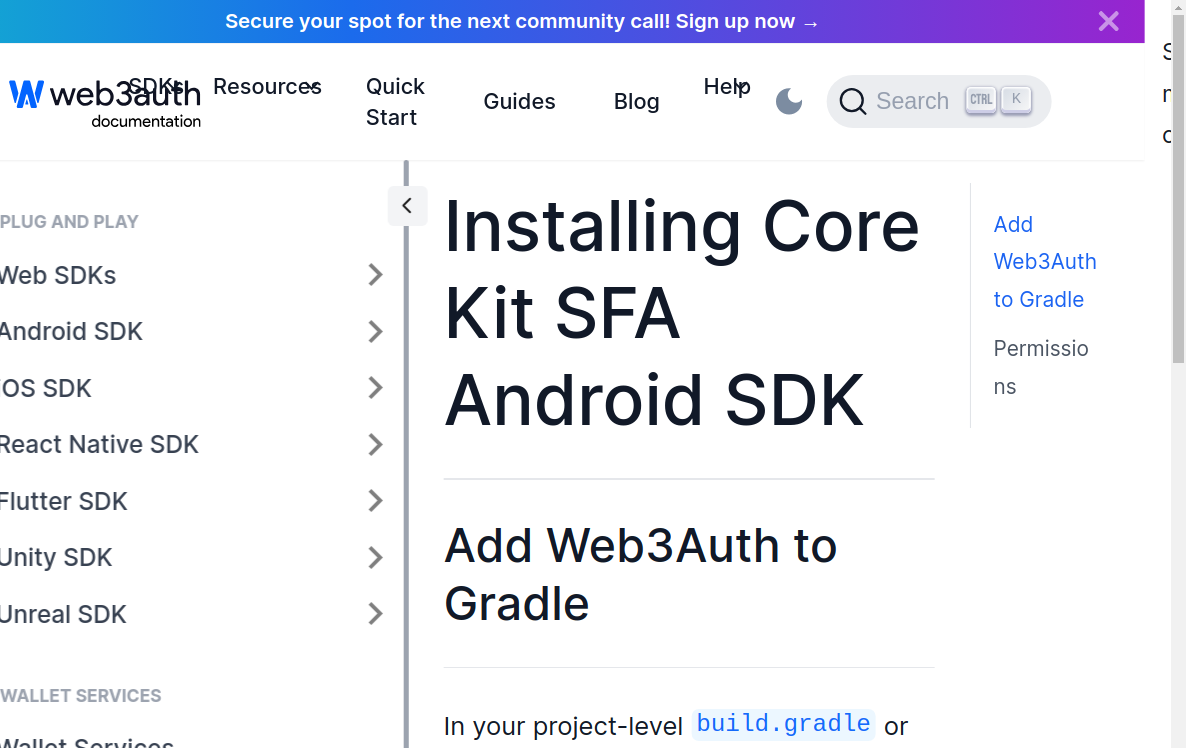 Secure your spot for the next community call! Sign up now →
web3auth
documentation
SDKs
Resources
Quick
Start
Guides
Blog
Help
Search
CTRL
K
PLUG AND PLAY
Web SDKs
Android SDK
iOS SDK
React Native SDK
Flutter SDK
Unity SDK
Unreal SDK
WALLET SERVICES
Wallet Services
Installing Core
Kit SFA
Android SDK
Add Web3Auth to
Gradle
In your project-level build.gradle or
Add
Web3Auth
to Gradle
Permissio
ns